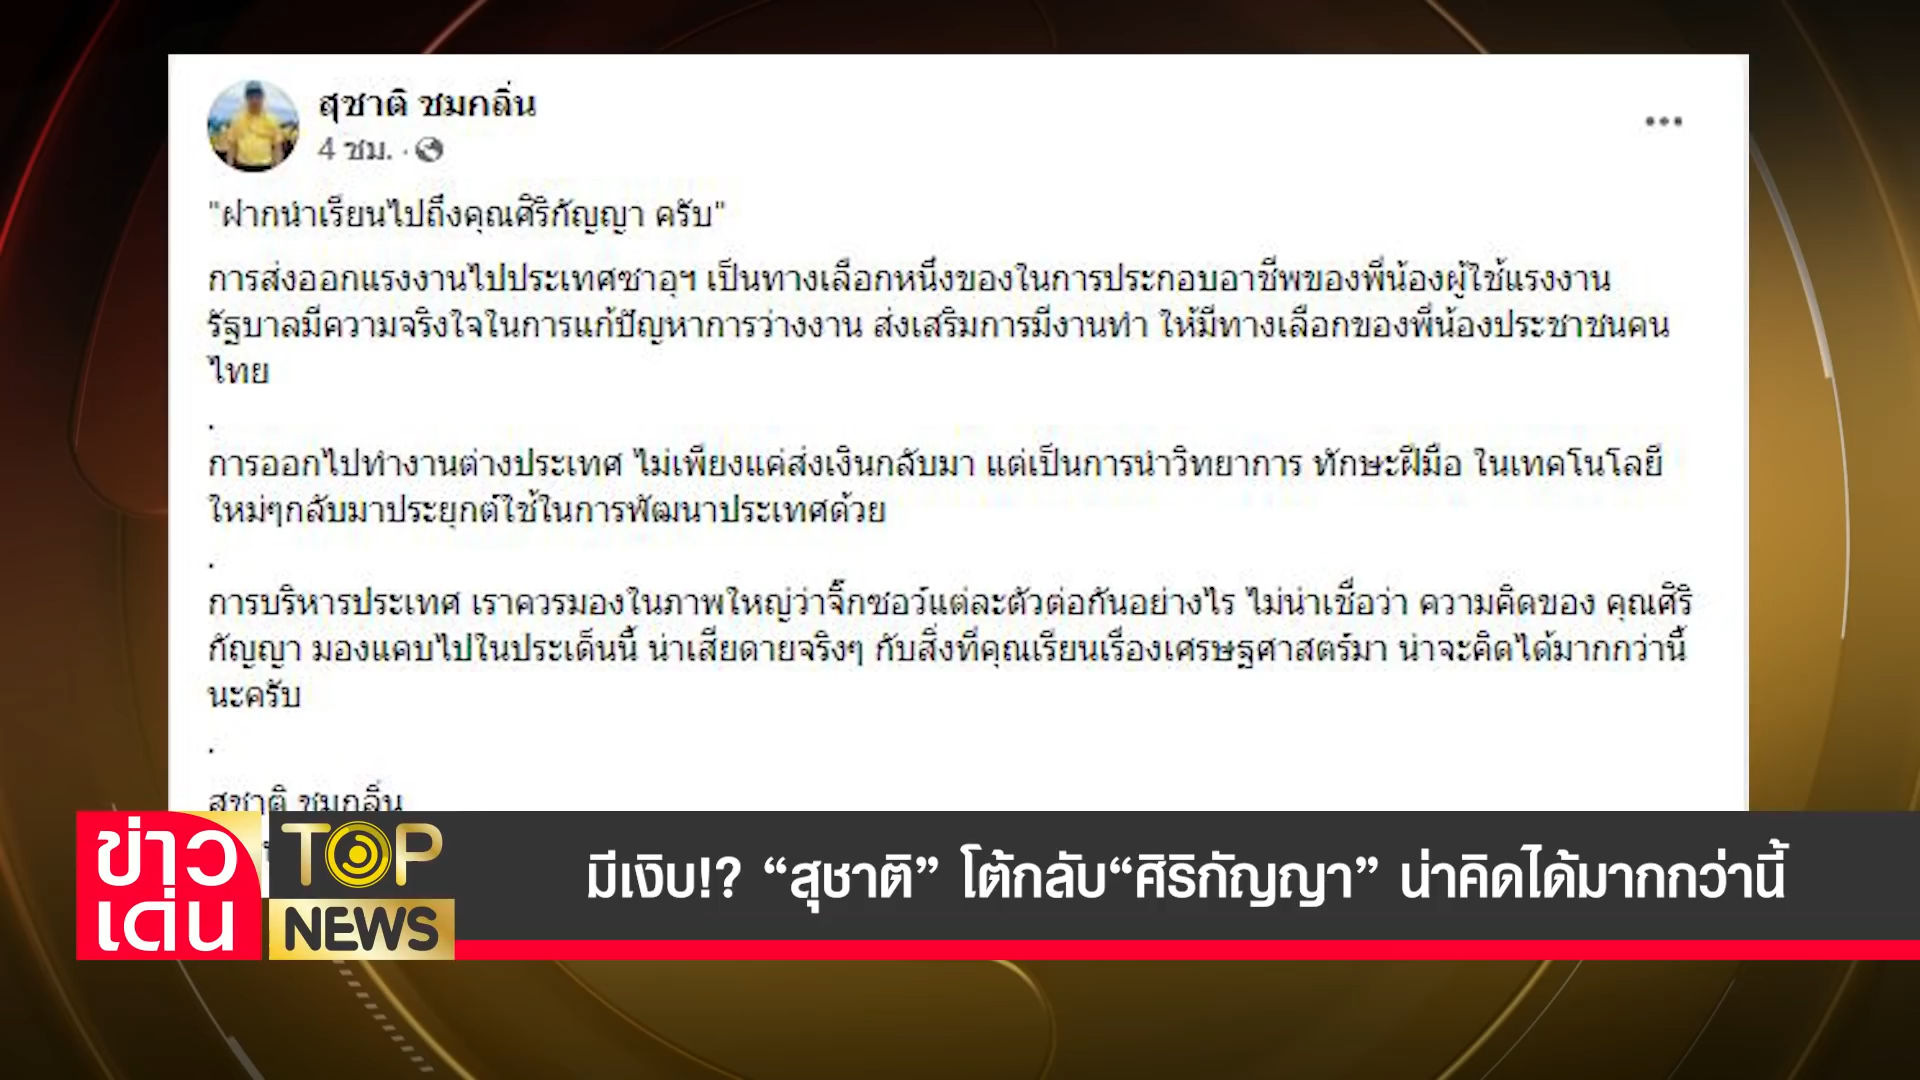 สุชาติ ชมกลิ่น
4 ชม. ·
"ฝากนำเรียนไปถึงคุณศิริกัญญา ครับ"
การส่งออกแรงงานไปประเทศซาอุฯ เป็นทางเลือกหนึ่งของในการประกอบอาชีพของพี่น้องผู้ใช้แรงงาน
รัฐบาลมีความจริงใจในการแก้ปัญหาการว่างงาน ส่งเสริมการมีงานทำ ให้มีทางเลือกของพี่น้องประชาชนคน
ไทย
.
การออกไปทำงานต่างประเทศ ไม่เพียงแค่ส่งเงินกลับมา แต่เป็นการนำวิทยาการ ทักษะฝีมือ ในเทคโนโลยี
ใหม่ๆกลับมาประยุกต์ใช้ในการพัฒนาประเทศด้วย
.
การบริหารประเทศ เราควรมองในภาพใหญ่ว่าจิ๊กซอว์แต่ละตัวต่อกันอย่างไร ไม่น่าเชื่อว่า ความคิดของ คุณศิริ
กัญญา มองแคบไปในประเด็นนี้ น่าเสียดายจริงๆ กับสิ่งที่คุณเรียนเรื่องเศรษฐศาสตร์มา น่าจะคิดได้มากกว่านี้
นะครับ
.
สุชาติ ชมกลิ่น
ข่าว
เด่น
TOP
NEWS
มีเงิบ!? “สุชาติ” โต้กลับ“ศิริกัญญา” น่าคิดได้มากกว่านี้